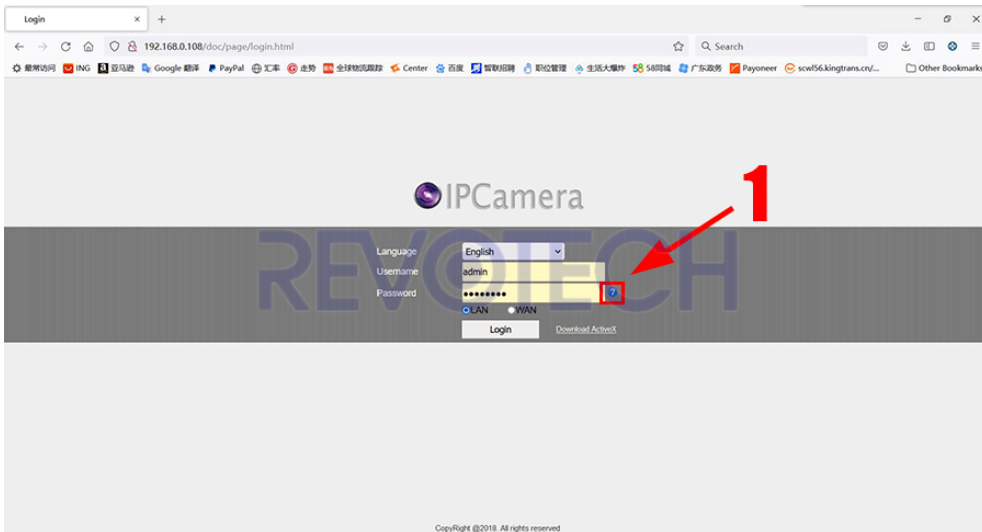 Login
192.168.0.108/doc/page/login.html
Search
最常访问 ING 亚马逊 Google 翻译 PayPal 汇率 走势 全球物流跟踪 Center 百度 智联招聘 职位管理 生活大爆炸 58同城 广东政务 Payoneer scwl56.kingtrans.cn/... Other Bookmarks
1
IPCamera
REVOTECH
Language English
Username admin
Password ●●●●●●●●
LAN WAN
Login Download ActiveX
CopyRight @2018. All rights reserved